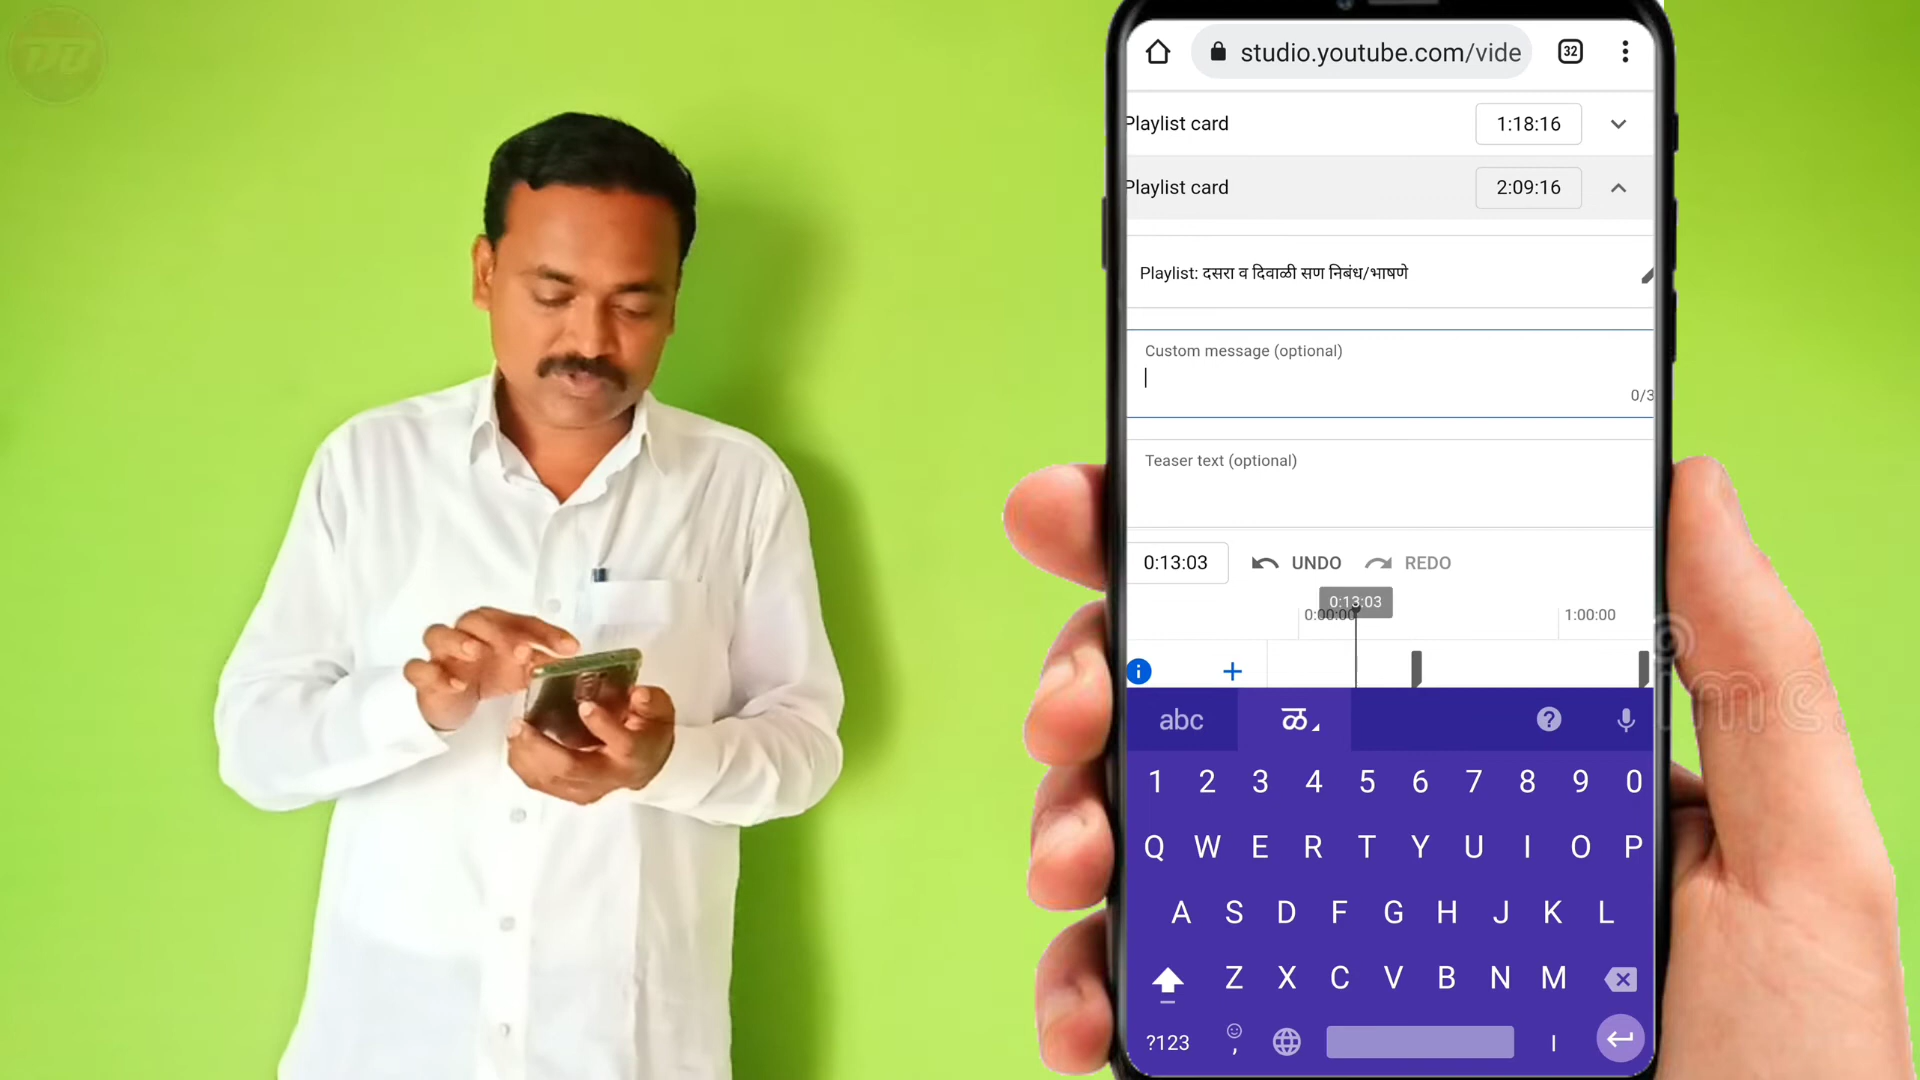 studio.youtube.com/vide
32
Playlist card
1:18:16
Playlist card
2:09:16
Playlist: दसरा व दिवाळी सण निबंध/भाषणे
Custom message (optional)
0/3
Teaser text (optional)
0:13:03 UNDO REDO
0:13:03
0:00:00 1:00:00
abc ळ
1 2 3 4 5 6 7 8 9 0
Q W E R T Y U I O P
A S D F G H J K L
Z X C V B N M
?123 , |